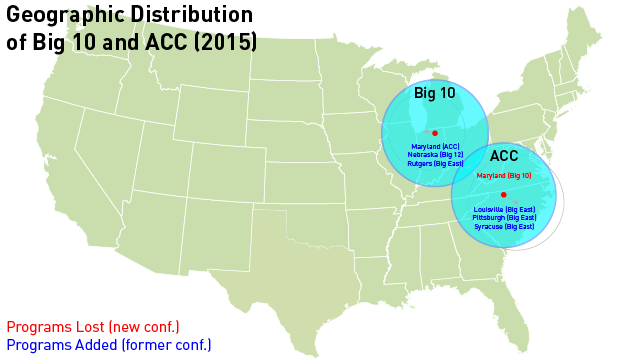 Geographic Distribution
of Big 10 and ACC (2015)
Big 10
Maryland (ACC)
Nebraska (Big 12)
Rutgers (Big East)
ACC
Maryland (Big 10)
Louisville (Big East)
Pittsburgh (Big East)
Syracuse (Big East)
Programs Lost (new conf.)
Programs Added (former conf.)